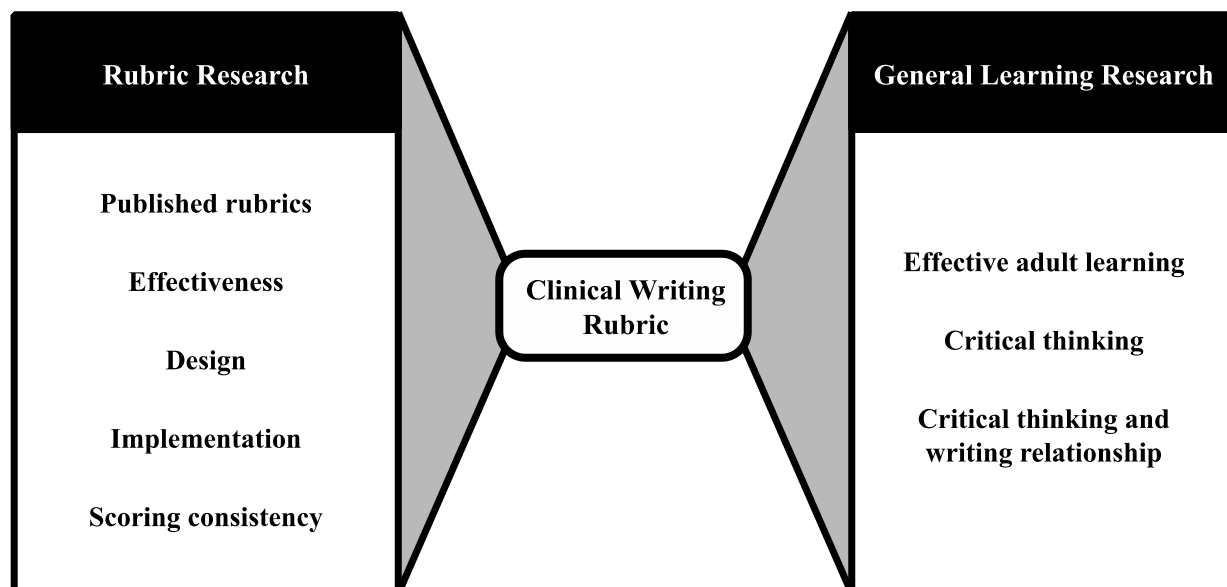 Rubric Research
Published rubrics
Effectiveness
Design
Implementation
Scoring consistency
Clinical Writing
Rubric
General Learning Research
Effective adult learning
Critical thinking
Critical thinking and
writing relationship